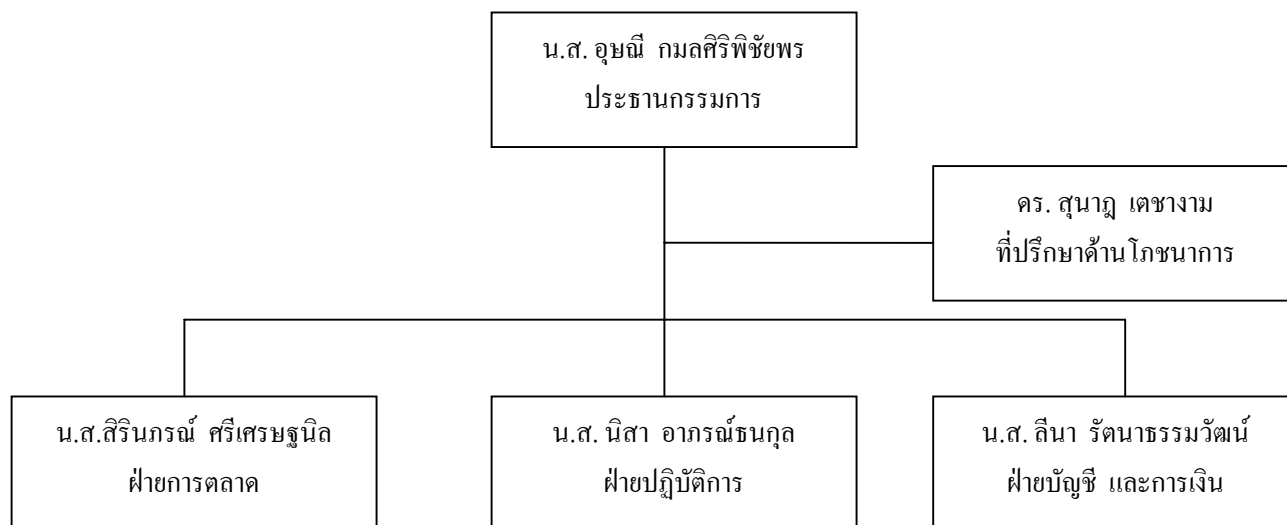 น.ส. อุษณี กมลศิริพิชัยพร
ประธานกรรมการ
ดร. สุนาฎ เตชางาม
ที่ปรึกษาด้านโภชนาการ
น.ส.สิรินภรณ์ ศรีเศรษฐนิล
ฝ่ายการตลาด
น.ส. นิสา อาภรณ์ธนกุล
ฝ่ายปฏิบัติการ
น.ส. ลีนา รัตนาธรรมวัฒน์
ฝ่ายบัญชี และการเงิน